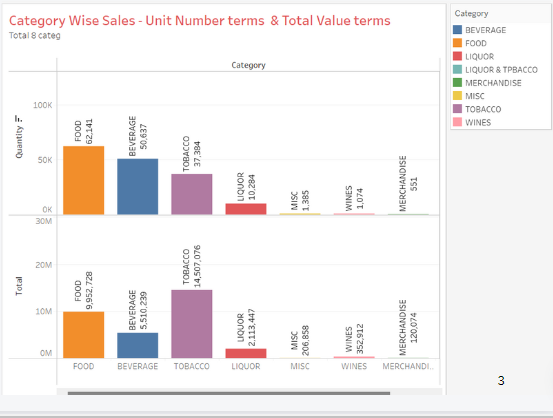 Category Wise Sales - Unit Number terms & Total Value terms
Total 8 categ
Category
Quantity
100K
50K
0K
FOOD
62,141
BEVERAGE
50,637
TOBACCO
37,384
LIQUOR
10,284
MISC
1,385
WINES
1,074
MERCHANDISE
551
Total
30M
20M
10M
0M
FOOD
9,952,728
BEVERAGE
5,510,239
TOBACCO
14,507,076
LIQUOR
2,113,447
MISC
206,858
WINES
352,912
MERCHANDISE
120,074
FOOD BEVERAGE TOBACCO LIQUOR MISC WINES MERCHANDI..
Category
BEVERAGE
FOOD
LIQUOR
LIQUOR & TPBACCO
MERCHANDISE
MISC
TOBACCO
WINES
3